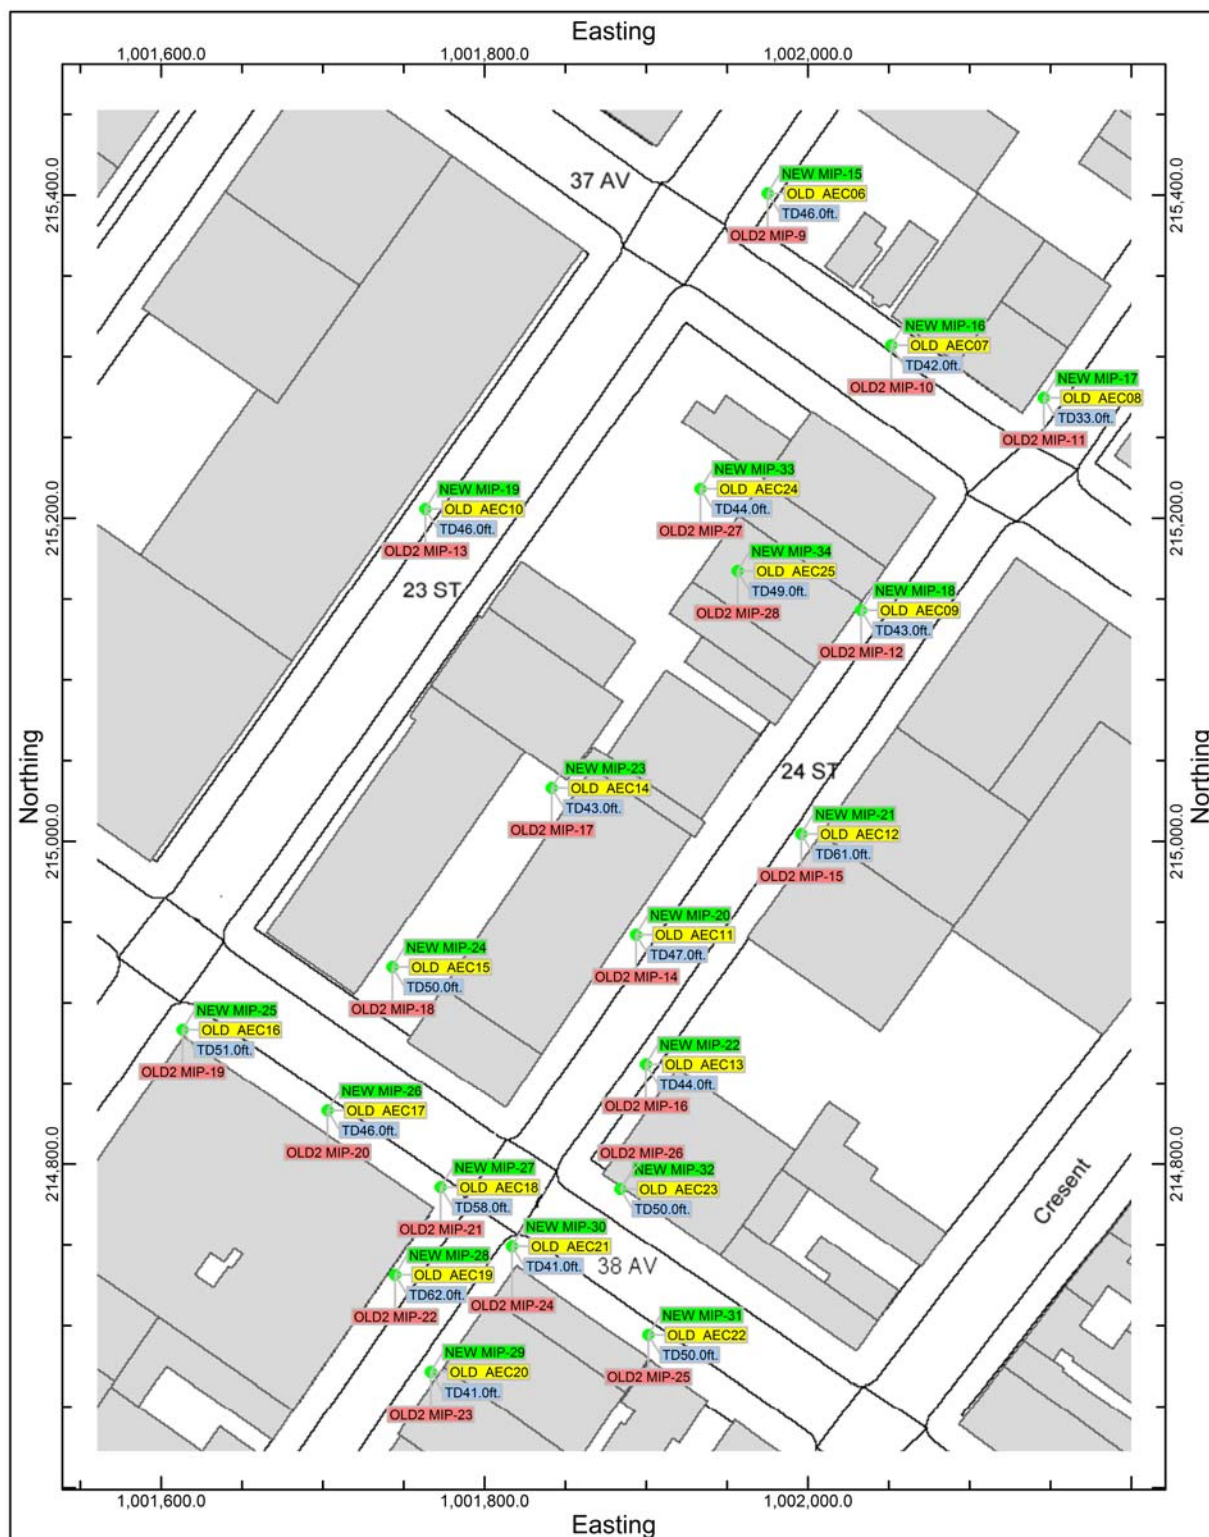 Easting
1,001,600.0 1,001,800.0 1,002,000.0
37 AV
NEW MIP-15
OLD AEC06
TD46.0ft.
OLD2 MIP-9
215,400.0
215,400.0
NEW MIP-16
OLD AEC07
TD42.0ft.
OLD2 MIP-10
NEW MIP-17
OLD AEC08
TD33.0ft.
OLD2 MIP-11
NEW MIP-33
OLD AEC24
TD44.0ft.
OLD2 MIP-27
NEW MIP-19
OLD AEC10
TD46.0ft.
OLD2 MIP-13
215,200.0
215,200.0
NEW MIP-34
OLD AEC25
TD49.0ft.
OLD2 MIP-28
23 ST
NEW MIP-18
OLD AEC09
TD43.0ft.
OLD2 MIP-12
Northing
Northing
24 ST
NEW MIP-23
OLD AEC14
TD43.0ft.
OLD2 MIP-17
NEW MIP-21
OLD AEC12
TD61.0ft.
OLD2 MIP-15
215,000.0
215,000.0
NEW MIP-20
OLD AEC11
TD47.0ft.
OLD2 MIP-14
NEW MIP-24
OLD AEC15
TD50.0ft.
OLD2 MIP-18
NEW MIP-25
OLD AEC16
TD51.0ft.
OLD2 MIP-19
NEW MIP-22
OLD AEC13
TD44.0ft.
OLD2 MIP-16
NEW MIP-26
OLD AEC17
TD46.0ft.
OLD2 MIP-20
OLD2 MIP-26
NEW MIP-32
OLD AEC23
TD50.0ft.
214,800.0
214,800.0
NEW MIP-27
OLD AEC18
TD58.0ft.
OLD2 MIP-21
Cresent
NEW MIP-30
OLD AEC21
TD41.0ft.
OLD2 MIP-24
38 AV
NEW MIP-28
OLD AEC19
TD62.0ft.
OLD2 MIP-22
NEW MIP-31
OLD AEC22
TD50.0ft.
OLD2 MIP-25
NEW MIP-29
OLD AEC20
TD41.0ft.
OLD2 MIP-23
1,001,600.0 1,001,800.0 1,002,000.0
Easting